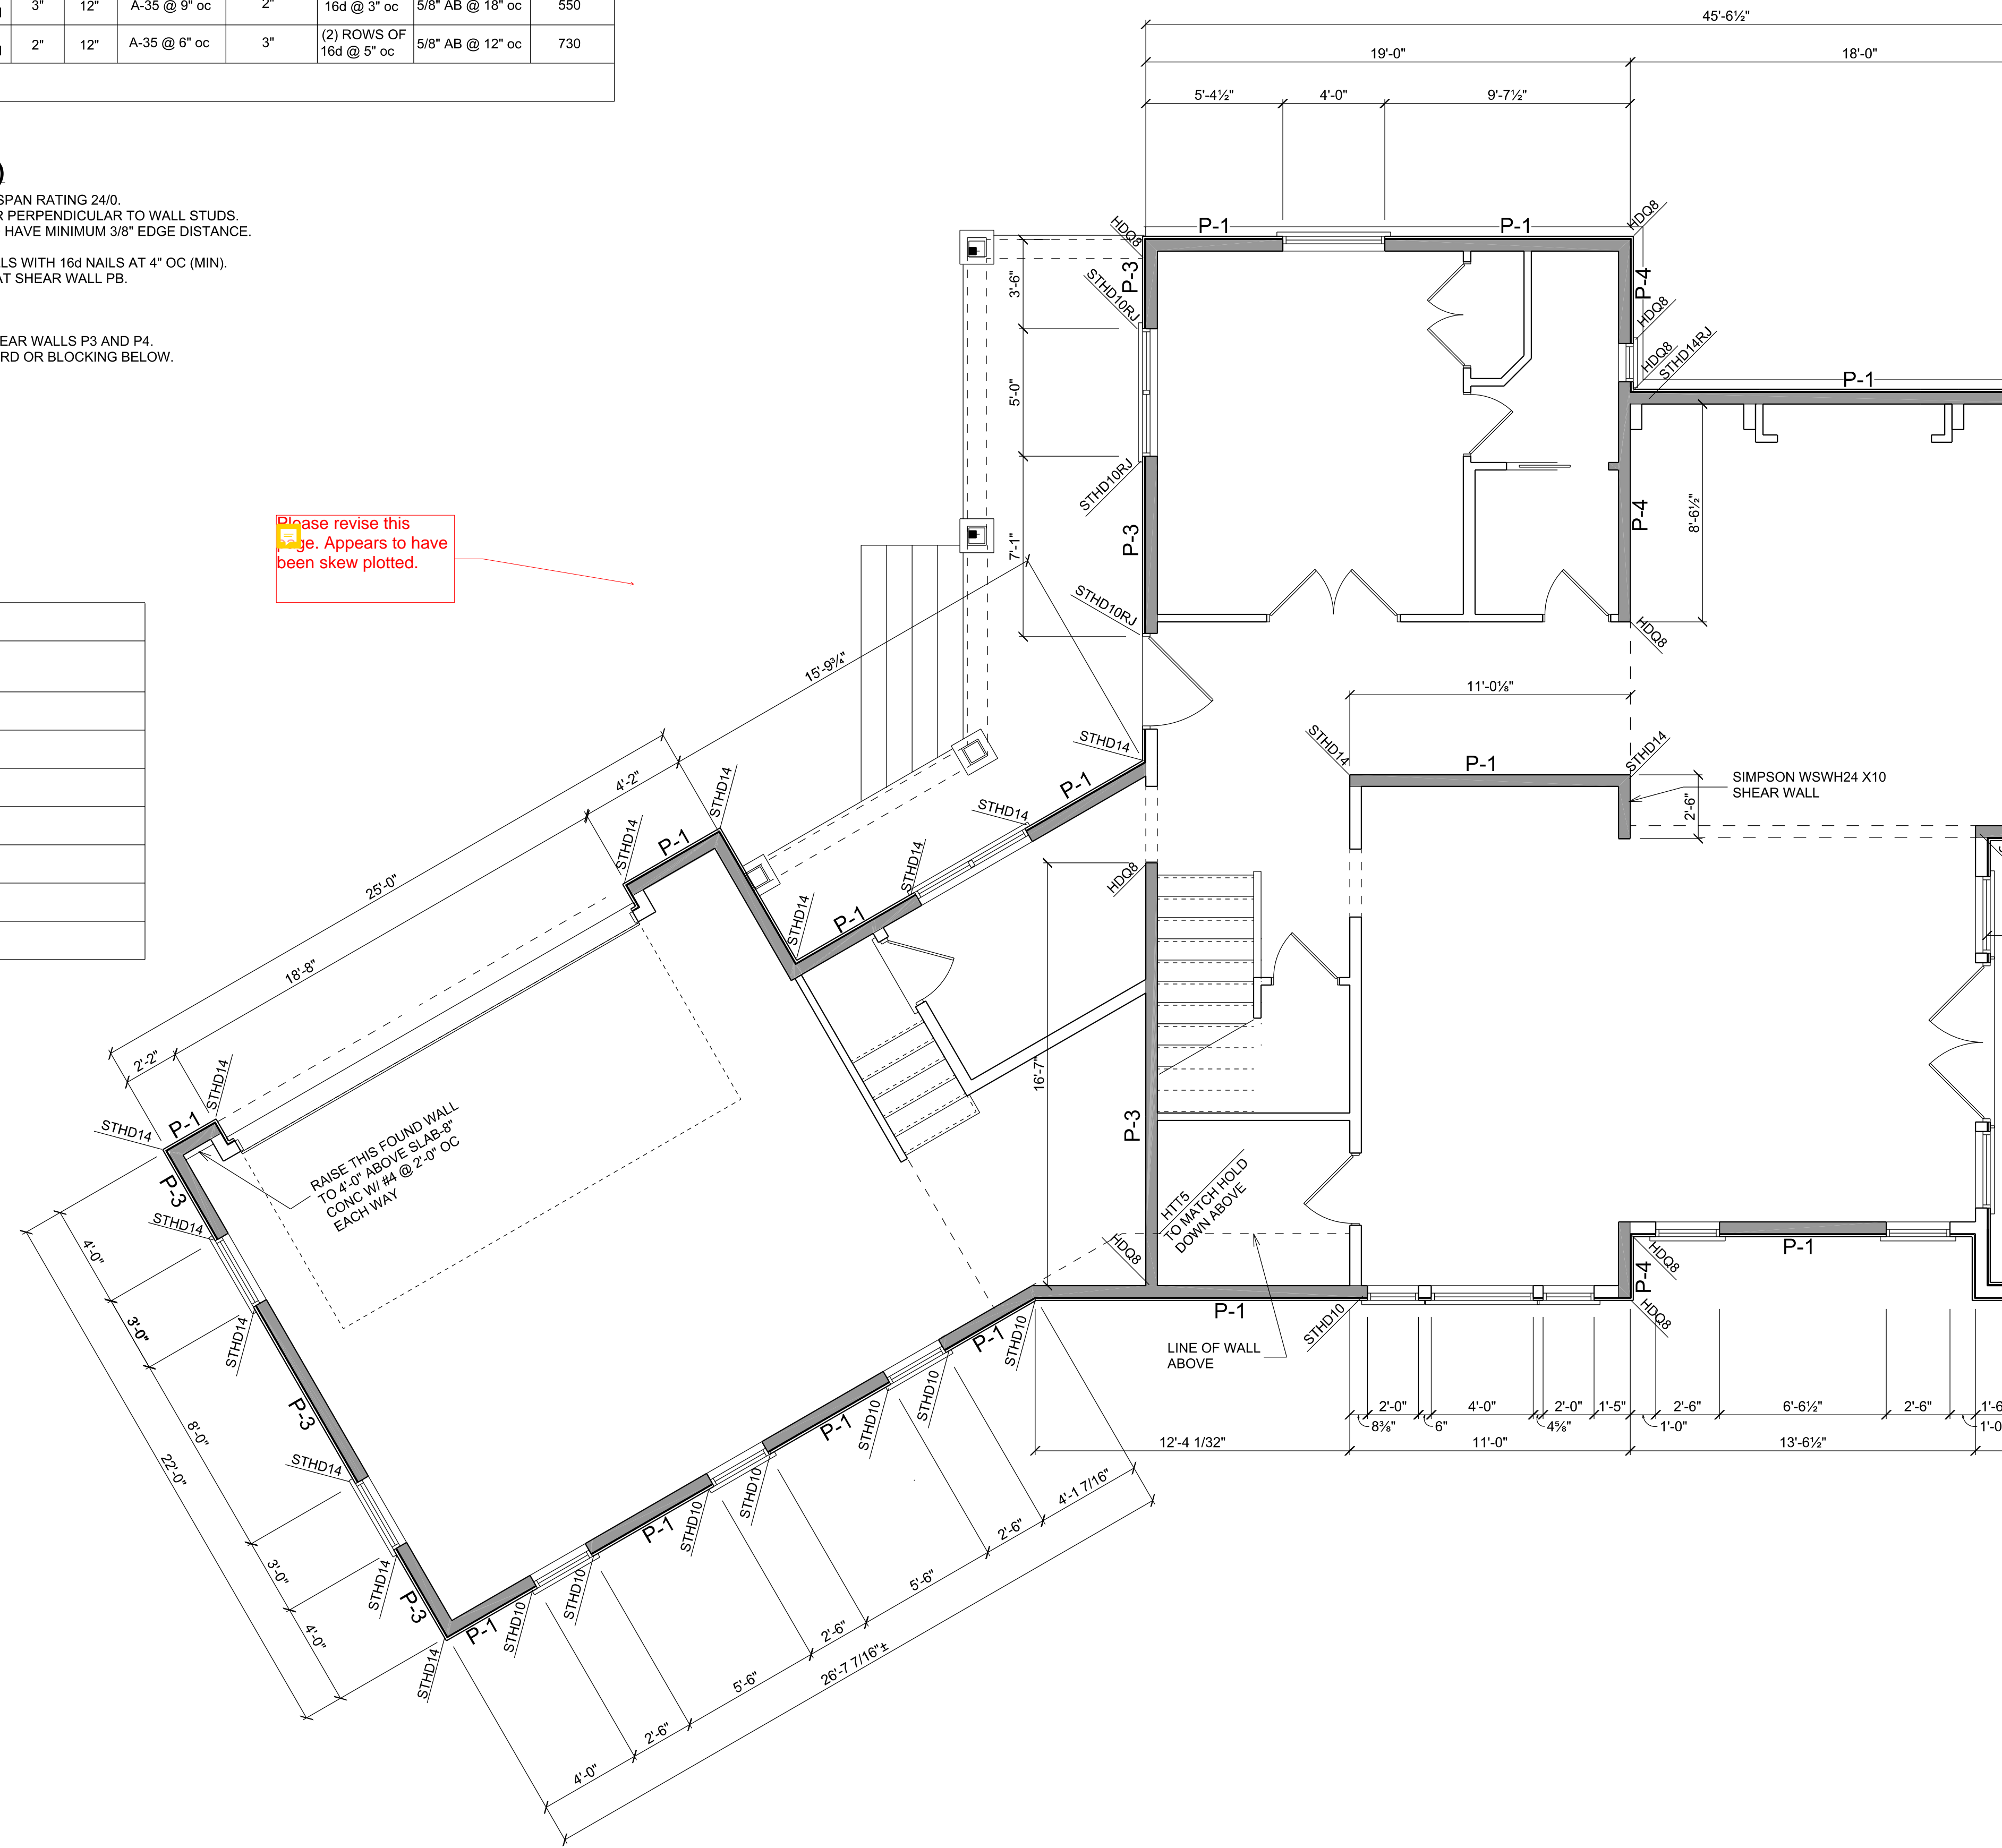 3" 12" A-35 @ 9" oc 2" 16d @ 3" oc 5/8" AB @ 18" oc 550
2" 12" A-35 @ 6" oc 3" (2) ROWS OF 5/8" AB @ 12" oc 730
16d @ 5" oc
SPAN RATING 24/0.
PERPENDICULAR TO WALL STUDS.
HAVE MINIMUM 3/8" EDGE DISTANCE.
WITH 16d NAILS AT 4" OC (MIN).
AT SHEAR WALL PB.
WALLS P3 AND P4.
OR BLOCKING BELOW.
Please revise this
page. Appears to have
been skew plotted.
45'-6½"
19'-0"
18'-0"
5'-4½"
4'-0"
9'-7½"
HDQ8
P-1
P-1
HDQ8
P-3
STHD10RJ
P-4
HDQ8
HDQ8
STHD14RJ
P-1
3'-6"
5'-0"
7'-1"
STHD10RJ
P-3
P-4
8'-6½"
STHD10RJ
HDQ8
15'-9¾"
11'-0⅛"
STHD14
STHD14
P-1
STHD14
SIMPSON WSWH24 X10
SHEAR WALL
2'-6"
4'-2"
STHD14
STHD14
P-1
P-1
STHD14
STHD14
STHD14
P-1
HDQ8
25'-0"
18'-8"
2'-2"
STHD14
STHD14
P-1
P-3
STHD14
RAISE THIS FOUND WALL
TO 4'-0" ABOVE SLAB-8"
CONC W/ #4 @ 2'-0" OC
EACH WAY
16'-7"
P-3
HTT5
TO MATCH HOLD
DOWN ABOVE
HDQ8
P-1
STHD10
LINE OF WALL
ABOVE
P-4
HDQ8
HDQ8
P-1
4'-0"
3'-0"
8'-0"
3'-0"
4'-0"
22'-0"
STHD14
P-3
STHD14
STHD14
P-3
STHD14
P-1
STHD10
STHD10
P-1
STHD10
STHD10
P-1
STHD10
STHD10
P-1
STHD10
2'-0"
4'-0"
2'-0"
1'-5"
2'-6"
6'-6½"
2'-6"
8⅜"
6"
4⅝"
1'-0"
12'-4 1/32"
11'-0"
13'-6½"
4'-1 7/16"
2'-6"
5'-6"
2'-6"
5'-6"
2'-6"
4'-0"
26'-7 7/16"±